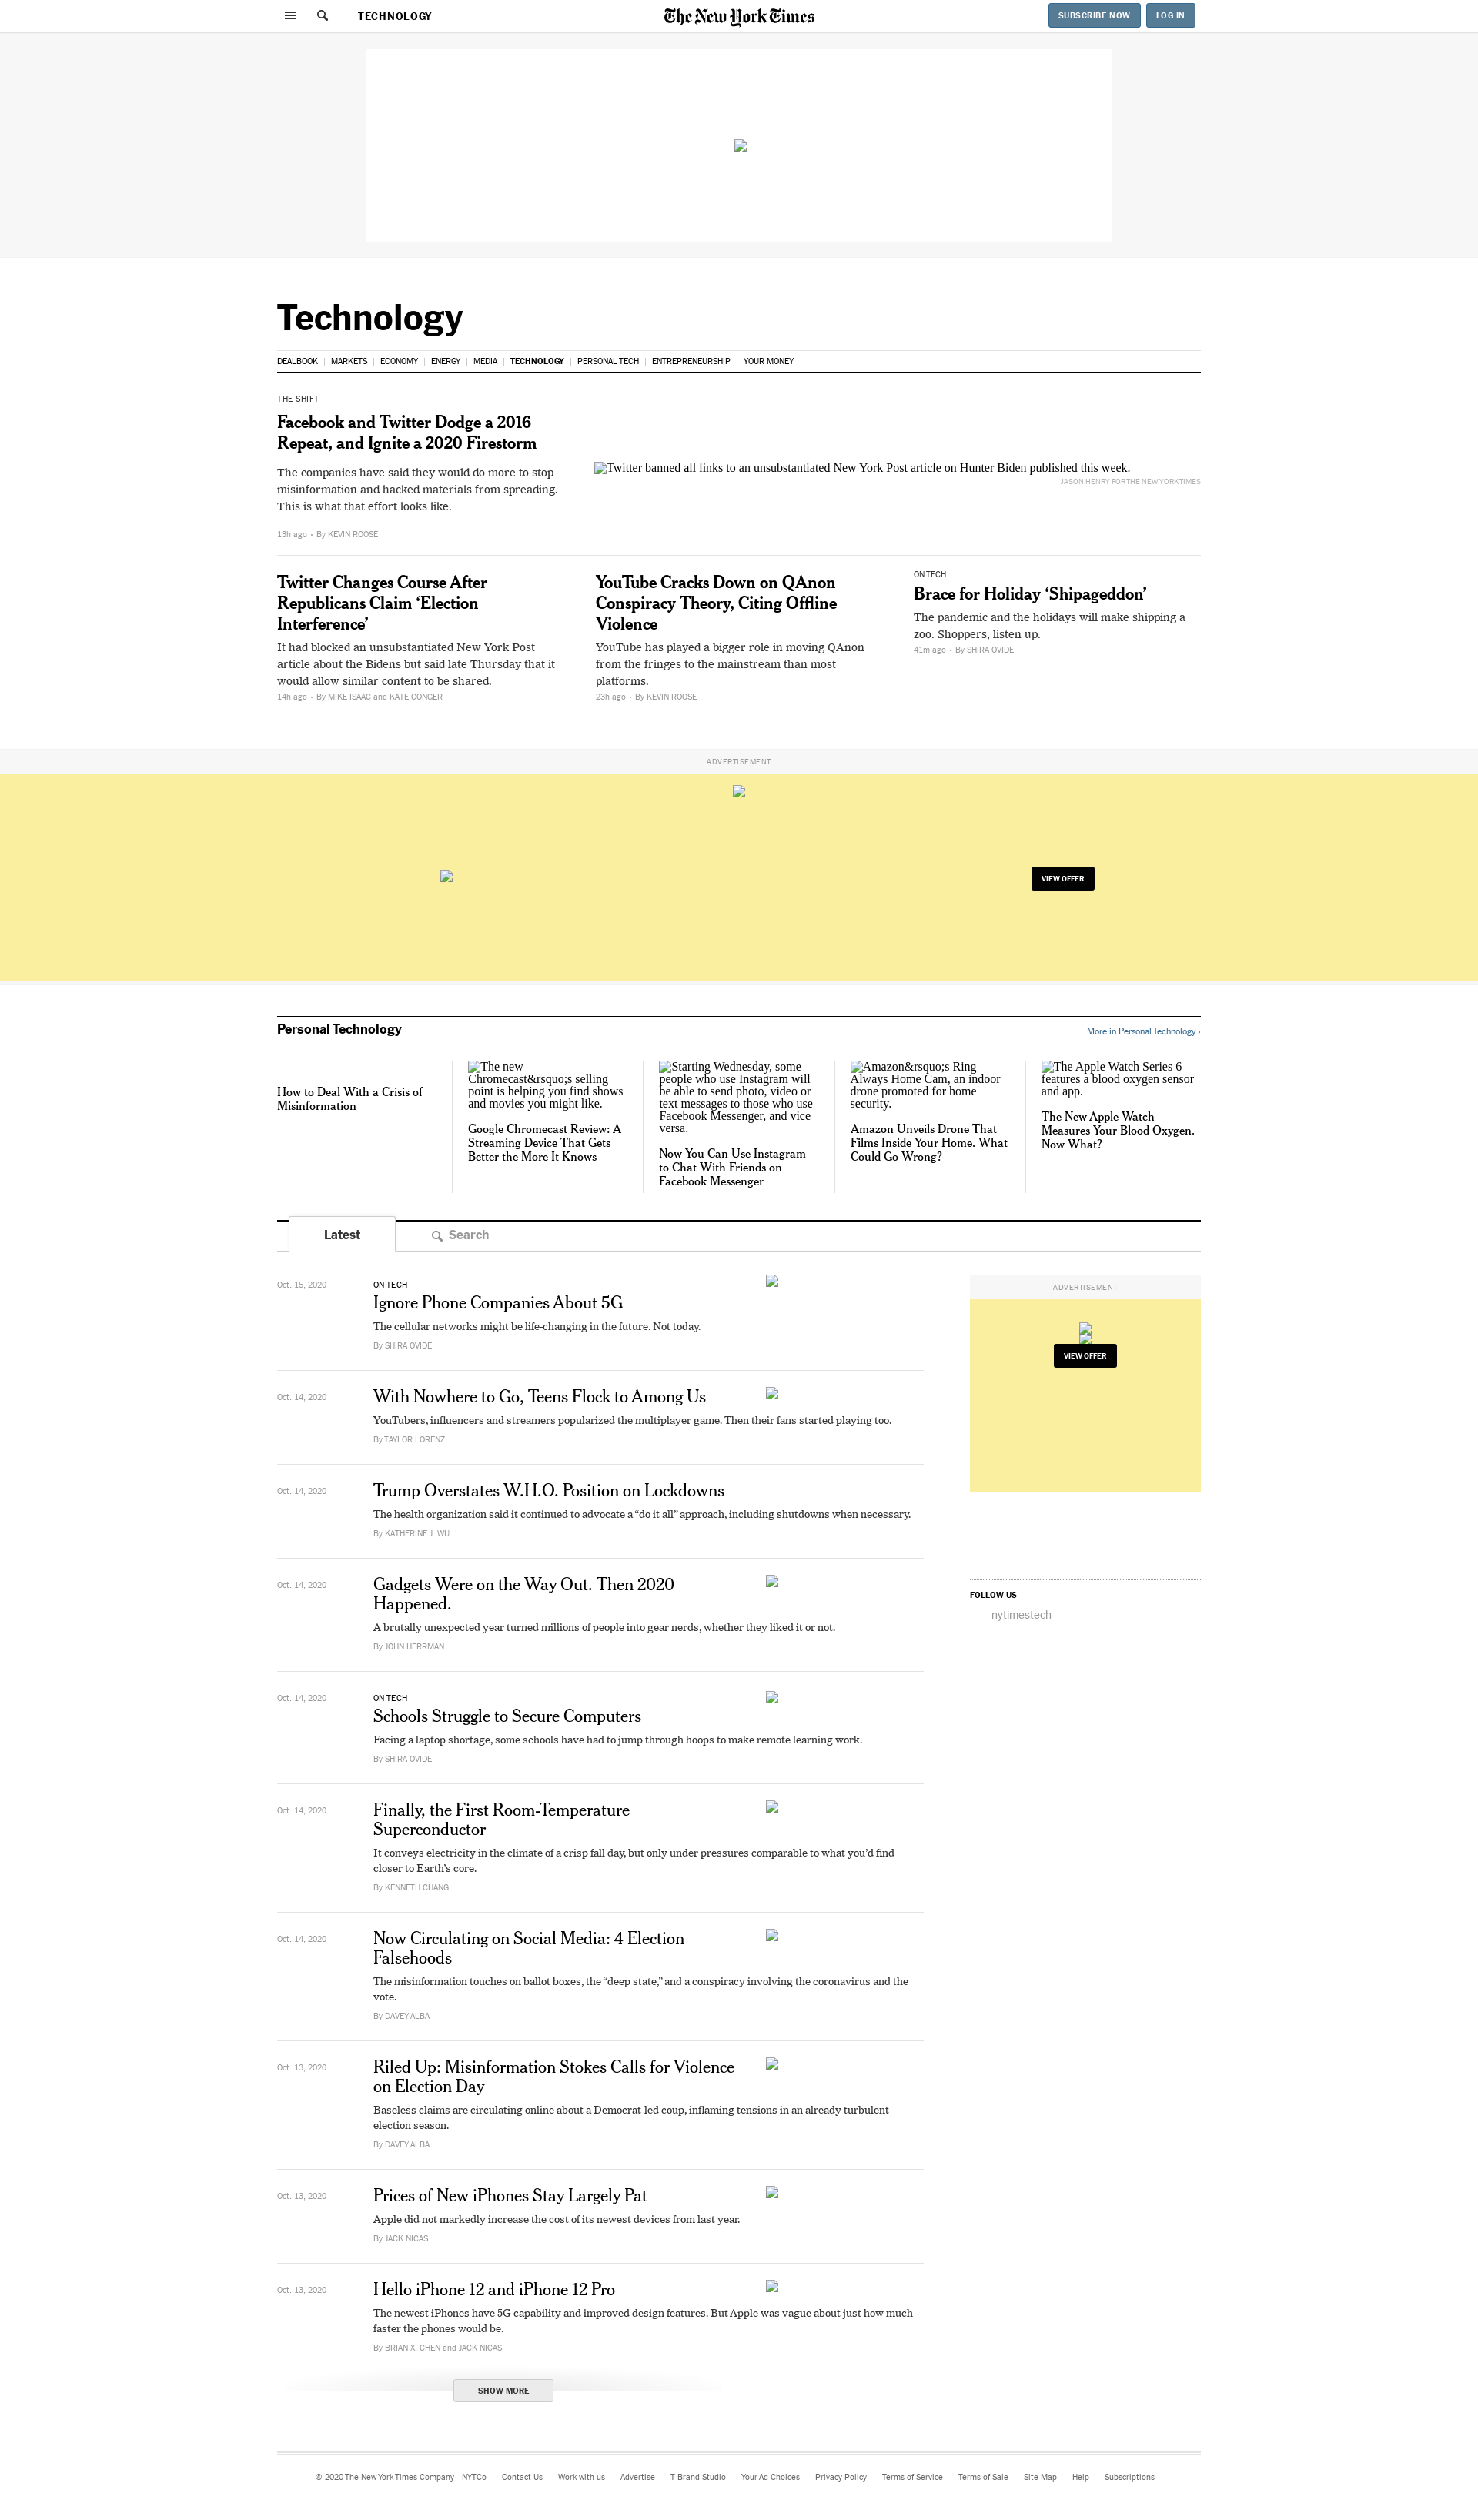 TECHNOLOGY
The New York Times
SUBSCRIBE NOW
LOG IN
Technology
DEALBOOK | MARKETS | ECONOMY | ENERGY | MEDIA | TECHNOLOGY | PERSONAL TECH | ENTREPRENEURSHIP | YOUR MONEY
THE SHIFT
Facebook and Twitter Dodge a 2016
Repeat, and Ignite a 2020 Firestorm
The companies have said they would do more to stop
misinformation and hacked materials from spreading.
This is what that effort looks like.
13h ago • By KEVIN ROOSE
Twitter banned all links to an unsubstantiated New York Post article on Hunter Biden published this week.
JASON HENRY FOR THE NEW YORK TIMES
Twitter Changes Course After
Republicans Claim ‘Election
Interference’
It had blocked an unsubstantiated New York Post
article about the Bidens but said late Thursday that it
would allow similar content to be shared.
14h ago • By MIKE ISAAC and KATE CONGER
YouTube Cracks Down on QAnon
Conspiracy Theory, Citing Offline
Violence
YouTube has played a bigger role in moving QAnon
from the fringes to the mainstream than most
platforms.
23h ago • By KEVIN ROOSE
ON TECH
Brace for Holiday ‘Shipageddon’
The pandemic and the holidays will make shipping a
zoo. Shoppers, listen up.
41m ago • By SHIRA OVIDE
ADVERTISEMENT
VIEW OFFER
Personal Technology
More in Personal Technology ›
How to Deal With a Crisis of
Misinformation
The new
Chromecast&rsquo;s selling
point is helping you find shows
and movies you might like.
Google Chromecast Review: A
Streaming Device That Gets
Better the More It Knows
Starting Wednesday, some
people who use Instagram will
be able to send photo, video or
text messages to those who use
Facebook Messenger, and vice
versa.
Now You Can Use Instagram
to Chat With Friends on
Facebook Messenger
Amazon&rsquo;s Ring
Always Home Cam, an indoor
drone promoted for home
security.
Amazon Unveils Drone That
Films Inside Your Home. What
Could Go Wrong?
The Apple Watch Series 6
features a blood oxygen sensor
and app.
The New Apple Watch
Measures Your Blood Oxygen.
Now What?
Latest
Search
Oct. 15, 2020
ON TECH
Ignore Phone Companies About 5G
The cellular networks might be life-changing in the future. Not today.
By SHIRA OVIDE
Oct. 14, 2020
With Nowhere to Go, Teens Flock to Among Us
YouTubers, influencers and streamers popularized the multiplayer game. Then their fans started playing too.
By TAYLOR LORENZ
Oct. 14, 2020
Trump Overstates W.H.O. Position on Lockdowns
The health organization said it continued to advocate a “do it all” approach, including shutdowns when necessary.
By KATHERINE J. WU
Oct. 14, 2020
Gadgets Were on the Way Out. Then 2020
Happened.
A brutally unexpected year turned millions of people into gear nerds, whether they liked it or not.
By JOHN HERRMAN
Oct. 14, 2020
ON TECH
Schools Struggle to Secure Computers
Facing a laptop shortage, some schools have had to jump through hoops to make remote learning work.
By SHIRA OVIDE
Oct. 14, 2020
Finally, the First Room-Temperature
Superconductor
It conveys electricity in the climate of a crisp fall day, but only under pressures comparable to what you’d find
closer to Earth’s core.
By KENNETH CHANG
Oct. 14, 2020
Now Circulating on Social Media: 4 Election
Falsehoods
The misinformation touches on ballot boxes, the “deep state,” and a conspiracy involving the coronavirus and the
vote.
By DAVEY ALBA
Oct. 13, 2020
Riled Up: Misinformation Stokes Calls for Violence
on Election Day
Baseless claims are circulating online about a Democrat-led coup, inflaming tensions in an already turbulent
election season.
By DAVEY ALBA
Oct. 13, 2020
Prices of New iPhones Stay Largely Pat
Apple did not markedly increase the cost of its newest devices from last year.
By JACK NICAS
Oct. 13, 2020
Hello iPhone 12 and iPhone 12 Pro
The newest iPhones have 5G capability and improved design features. But Apple was vague about just how much
faster the phones would be.
By BRIAN X. CHEN and JACK NICAS
SHOW MORE
ADVERTISEMENT
VIEW OFFER
FOLLOW US
nytimestech
© 2020 The New York Times Company NYTCo Contact Us Work with us Advertise T Brand Studio Your Ad Choices Privacy Policy Terms of Service Terms of Sale Site Map Help Subscriptions